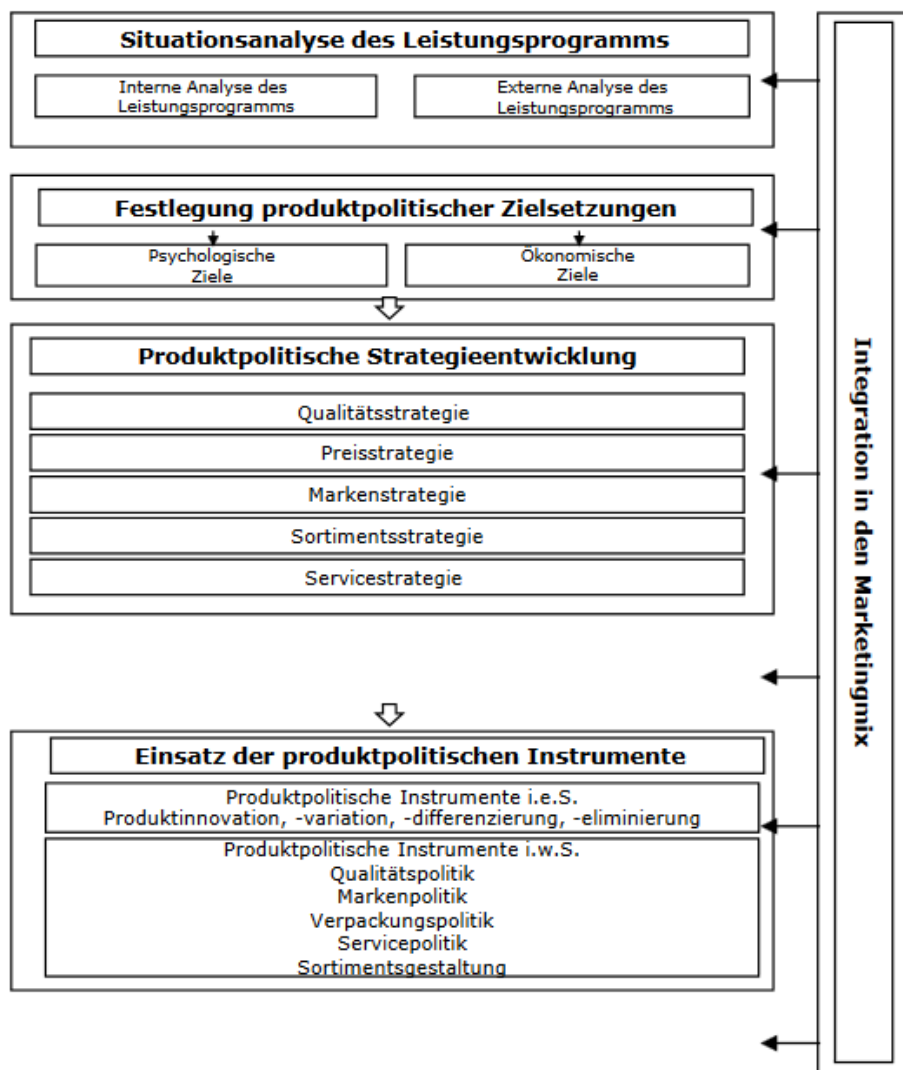 Situationsanalyse des Leistungsprogramms
Interne Analyse des
Leistungsprogramms
Externe Analyse des
Leistungsprogramms
Festlegung produktpolitischer Zielsetzungen
Psychologische
Ziele
Ökonomische
Ziele
Produktpolitische Strategieentwicklung
Qualitätsstrategie
Preisstrategie
Markenstrategie
Sortimentsstrategie
Servicestrategie
Einsatz der produktpolitischen Instrumente
Produktpolitische Instrumente i.e.S.
Produktinnovation, -variation, -differenzierung, -eliminierung
Produktpolitische Instrumente i.w.S.
Qualitätspolitik
Markenpolitik
Verpackungspolitik
Servicepolitik
Sortimentsgestaltung
Integration in den Marketingmix